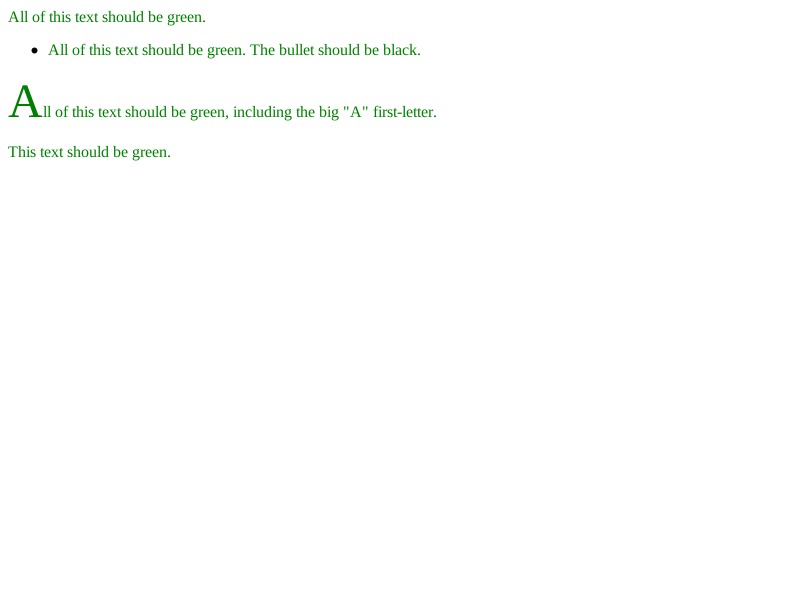 All of this text should be green.
• All of this text should be green. The bullet should be black.
All of this text should be green, including the big "A" first-letter.
This text should be green.